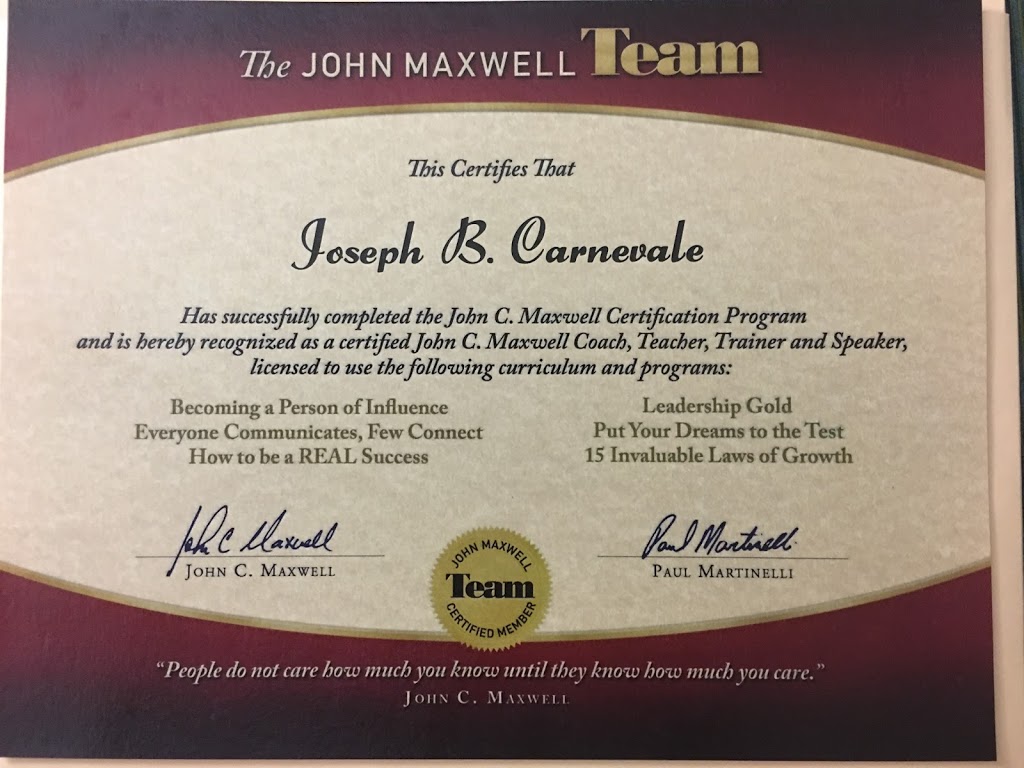 The JOHN MAXWELL Team
This Certifies That
Joseph B. Carnevale
Has successfully completed the John C. Maxwell Certification Program
and is hereby recognized as a certified John C. Maxwell Coach, Teacher, Trainer and Speaker,
licensed to use the following curriculum and programs:
Becoming a Person of Influence
Everyone Communicates, Few Connect
How to be a REAL Success
Leadership Gold
Put Your Dreams to the Test
15 Invaluable Laws of Growth
John C Maxwell
JOHN C. MAXWELL
JOHN MAXWELL
Team
CERTIFIED MEMBER
Paul Martinelli
PAUL MARTINELLI
“People do not care how much you know until they know how much you care.”
JOHN C. MAXWELL